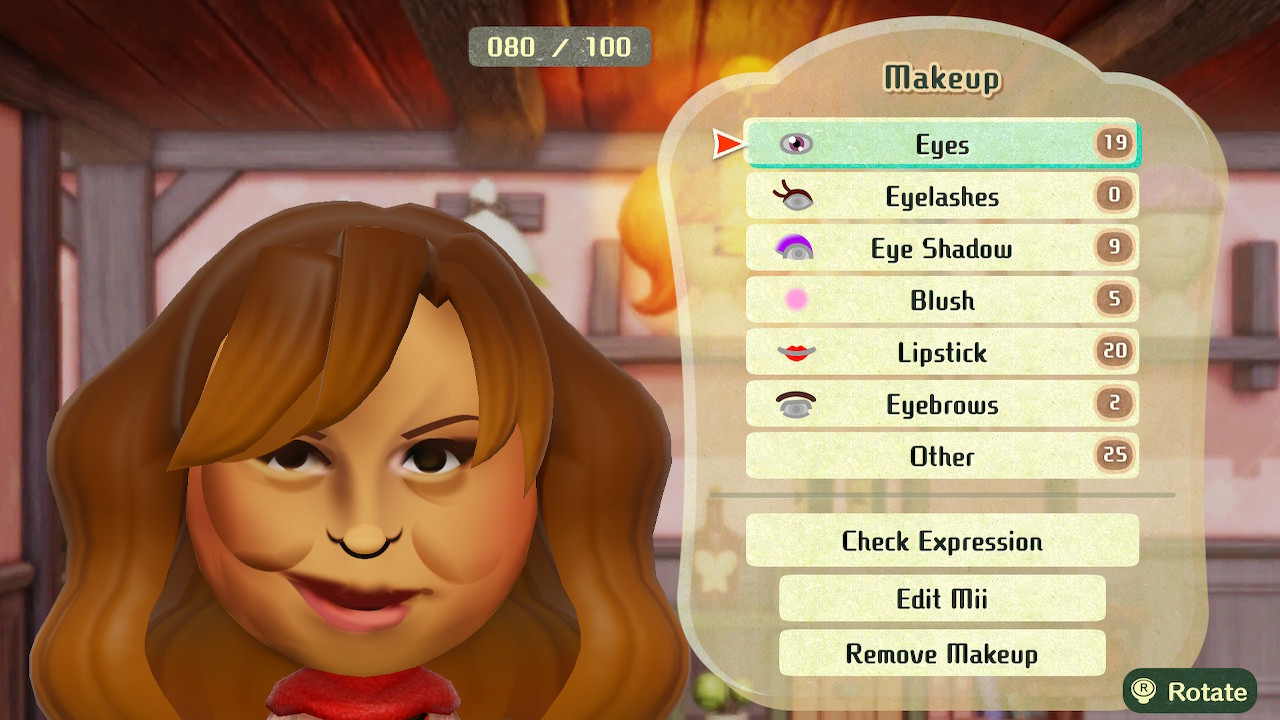 080 / 100
Makeup
Eyes 19
Eyelashes 0
Eye Shadow 9
Blush 5
Lipstick 20
Eyebrows 2
Other 25
Check Expression
Edit Mii
Remove Makeup
R Rotate